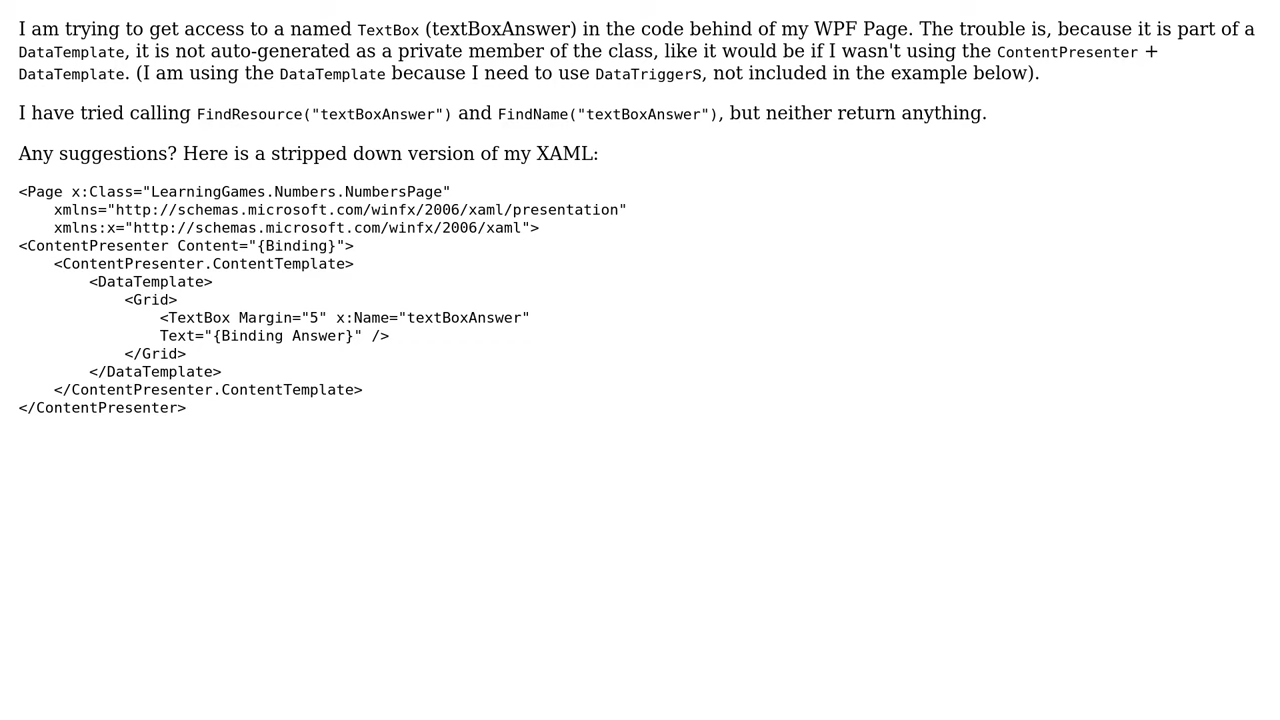 I am trying to get access to a named TextBox (textBoxAnswer) in the code behind of my WPF Page. The trouble is, because it is part of a
DataTemplate, it is not auto-generated as a private member of the class, like it would be if I wasn't using the ContentPresenter +
DataTemplate. (I am using the DataTemplate because I need to use DataTriggers, not included in the example below).
I have tried calling FindResource("textBoxAnswer") and FindName("textBoxAnswer"), but neither return anything.
Any suggestions? Here is a stripped down version of my XAML:
<Page x:Class="LearningGames.Numbers.NumbersPage"
    xmlns="http://schemas.microsoft.com/winfx/2006/xaml/presentation"
    xmlns:x="http://schemas.microsoft.com/winfx/2006/xaml">
<ContentPresenter Content="{Binding}">
    <ContentPresenter.ContentTemplate>
        <DataTemplate>
            <Grid>
                <TextBox Margin="5" x:Name="textBoxAnswer"
                Text="{Binding Answer}" />
            </Grid>
        </DataTemplate>
    </ContentPresenter.ContentTemplate>
</ContentPresenter>